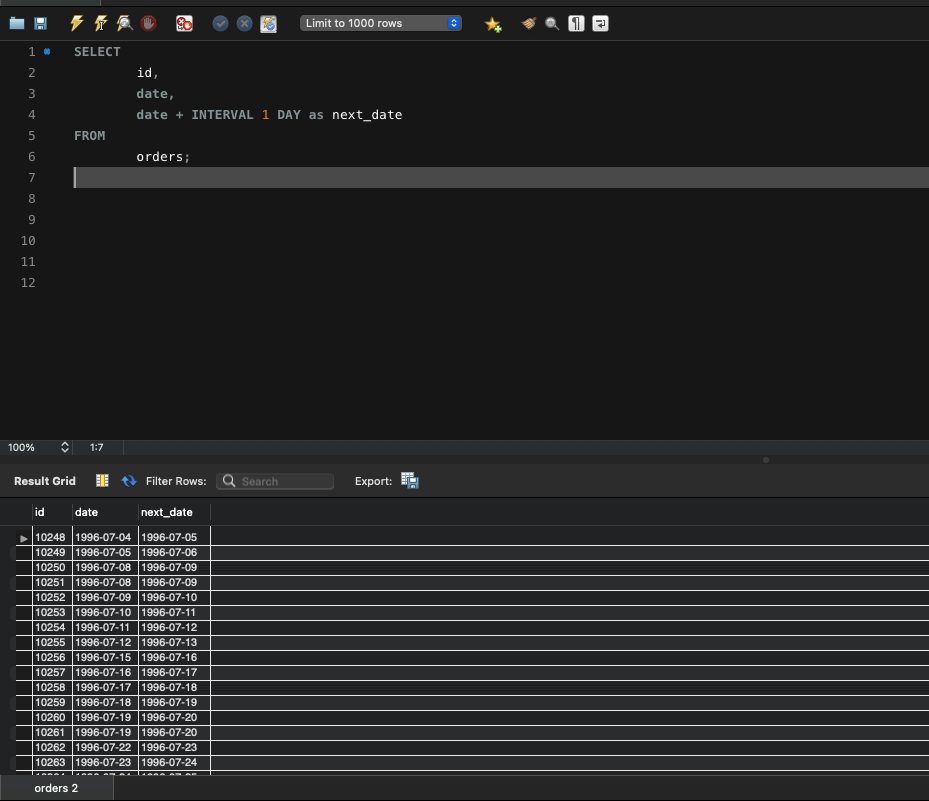 Limit to 1000 rows
1 SELECT
2 id,
3 date,
4 date + INTERVAL 1 DAY as next_date
5 FROM
6 orders;
7
8
9
10
11
12
100% 1:7
Result Grid Filter Rows: Search Export:
id date next_date
10248 1996-07-04 1996-07-05
10249 1996-07-05 1996-07-06
10250 1996-07-08 1996-07-09
10251 1996-07-08 1996-07-09
10252 1996-07-09 1996-07-10
10253 1996-07-10 1996-07-11
10254 1996-07-11 1996-07-12
10255 1996-07-12 1996-07-13
10256 1996-07-15 1996-07-16
10257 1996-07-16 1996-07-17
10258 1996-07-17 1996-07-18
10259 1996-07-18 1996-07-19
10260 1996-07-19 1996-07-20
10261 1996-07-19 1996-07-20
10262 1996-07-22 1996-07-23
10263 1996-07-23 1996-07-24
orders 2